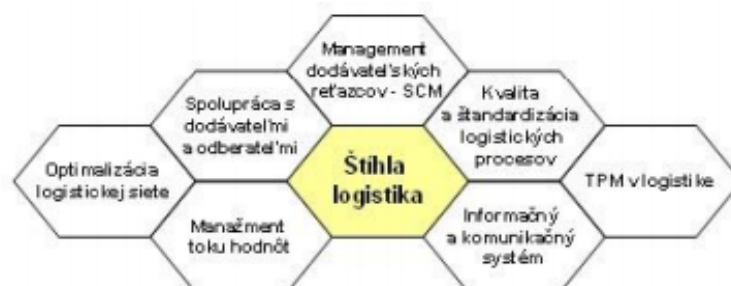 Management
dodávateľských
reťazcov - SCM
Spolupráca s
dodávateľmi
a odberateľmi
Kvalita
a štandardizácia
logistických
procesov
Optimalizácia
logistickej siete
Štíhla
logistika
TPM v logistike
Manažment
toku hodnôt
Informačný
a komunikačný
systém